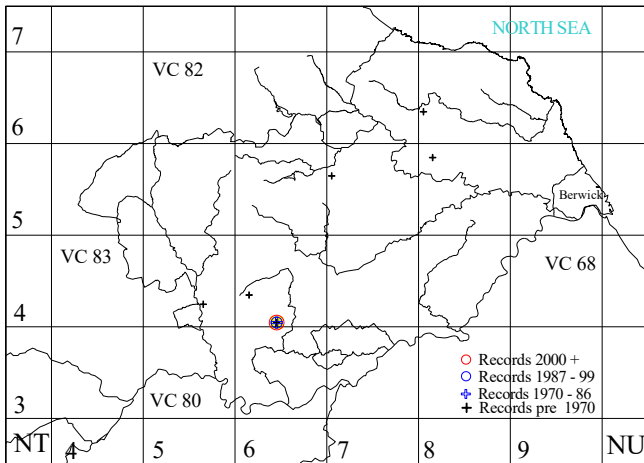 7
NORTH SEA
VC 82
6
Berwick
5
VC 83
VC 68
4
Records 2000 +
Records 1987 - 99
Records 1970 - 86
Records pre 1970
VC 80
3
NT 4 5 6 7 8 9 NU